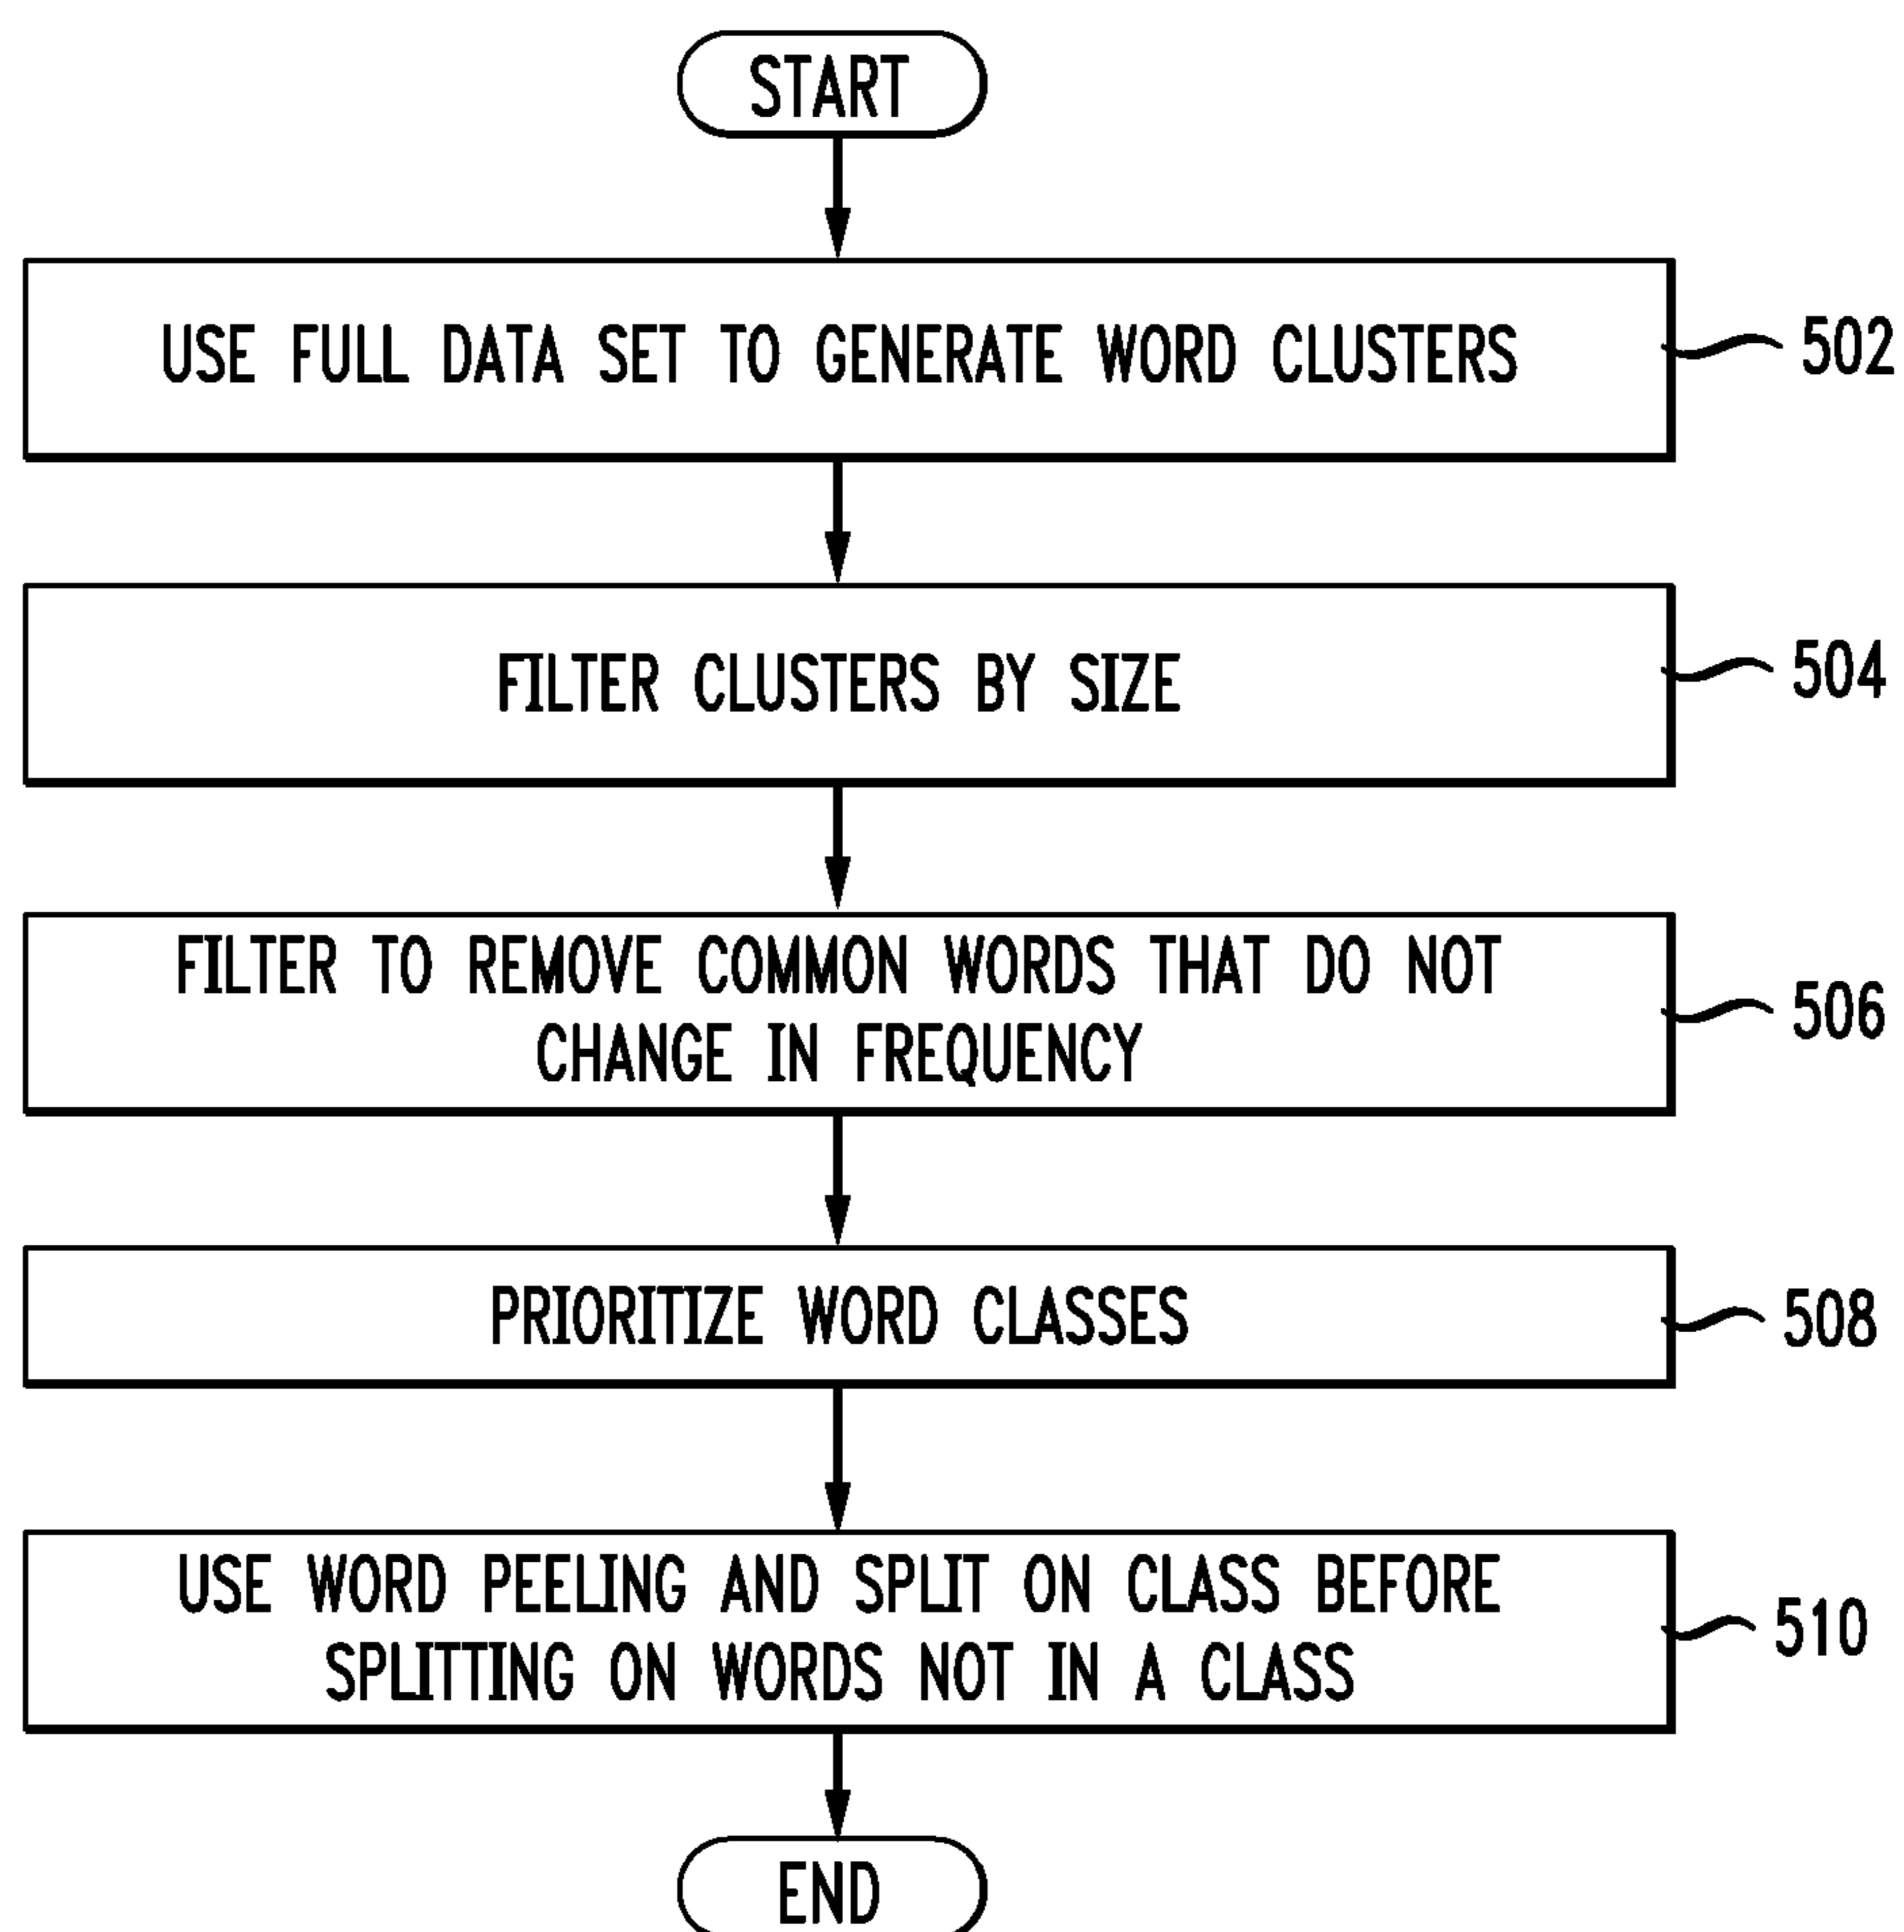 START
USE FULL DATA SET TO GENERATE WORD CLUSTERS
502
FILTER CLUSTERS BY SIZE
504
FILTER TO REMOVE COMMON WORDS THAT DO NOT
CHANGE IN FREQUENCY
506
PRIORITIZE WORD CLASSES
508
USE WORD PEELING AND SPLIT ON CLASS BEFORE
SPLITTING ON WORDS NOT IN A CLASS
510
END